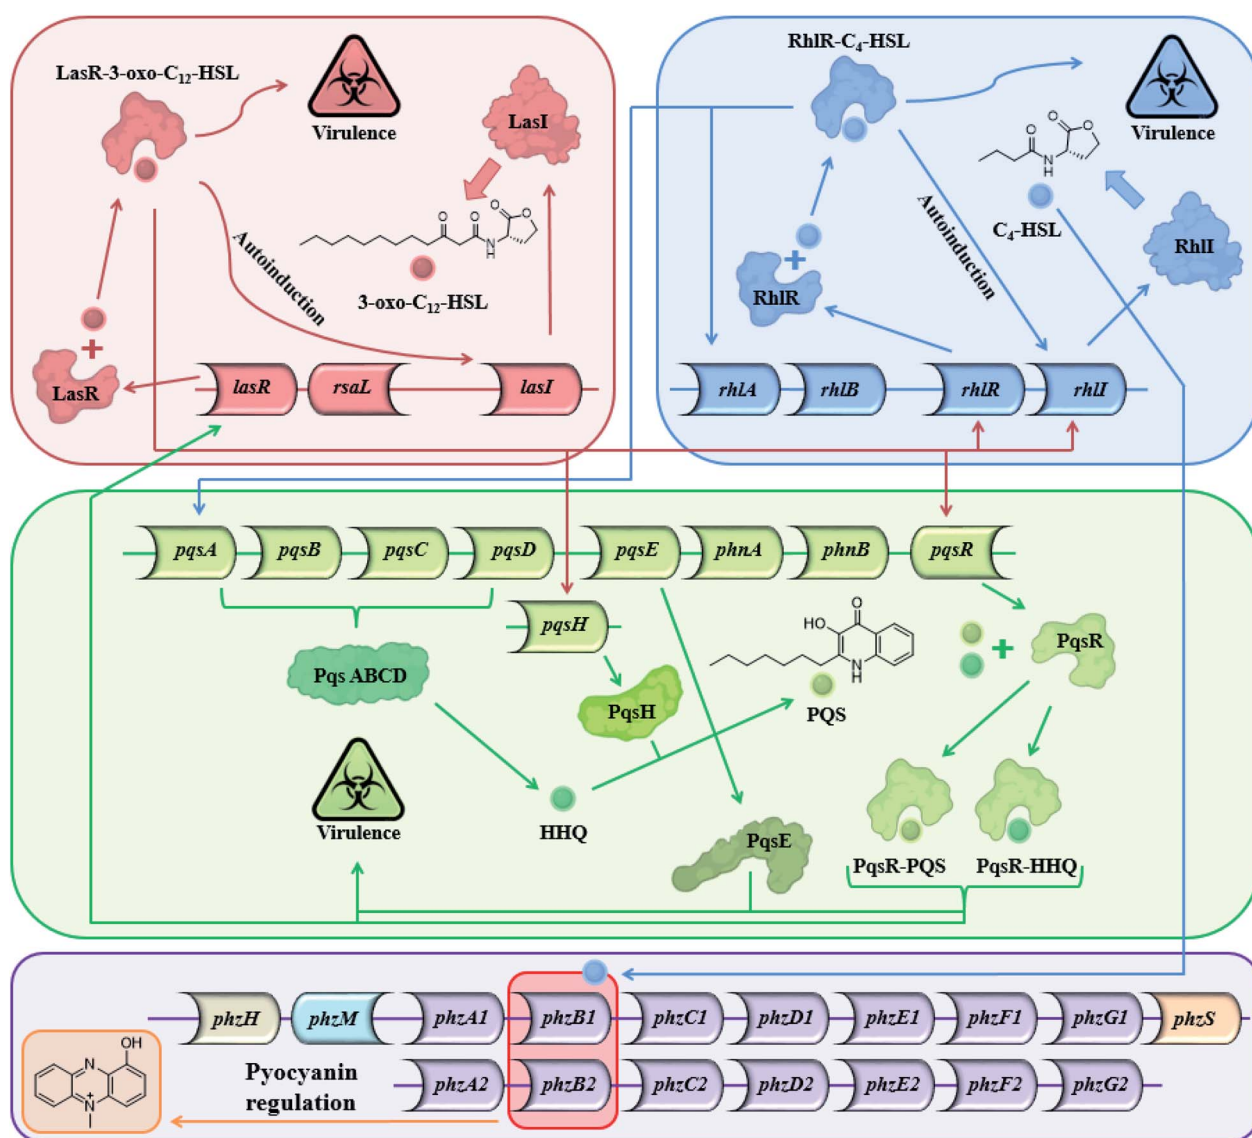 LasR-3-oxo-C₁₂-HSL
Virulence
LasI
Autoinduction
3-oxo-C₁₂-HSL
LasR
lasR
rsaL
lasI
RhlR-C₄-HSL
Virulence
C₄-HSL
RhlI
RhlR
Autoinduction
rhlA
rhlB
rhlR
rhlI
O
O
O
O
N
H
O
O
O
N
H
pqsA
pqsB
pqsC
pqsD
pqsE
phnA
phnB
pqsR
pqsH
Pqs ABCD
PqsH
HO
O
N
H
PQS
PqsR
Virulence
HHQ
PqsE
PqsR-PQS
PqsR-HHQ
phzH
phzM
phzA1
phzB1
phzC1
phzD1
phzE1
phzF1
phzG1
phzS
OH
N
N
+
Pyocyanin
regulation
phzA2
phzB2
phzC2
phzD2
phzE2
phzF2
phzG2